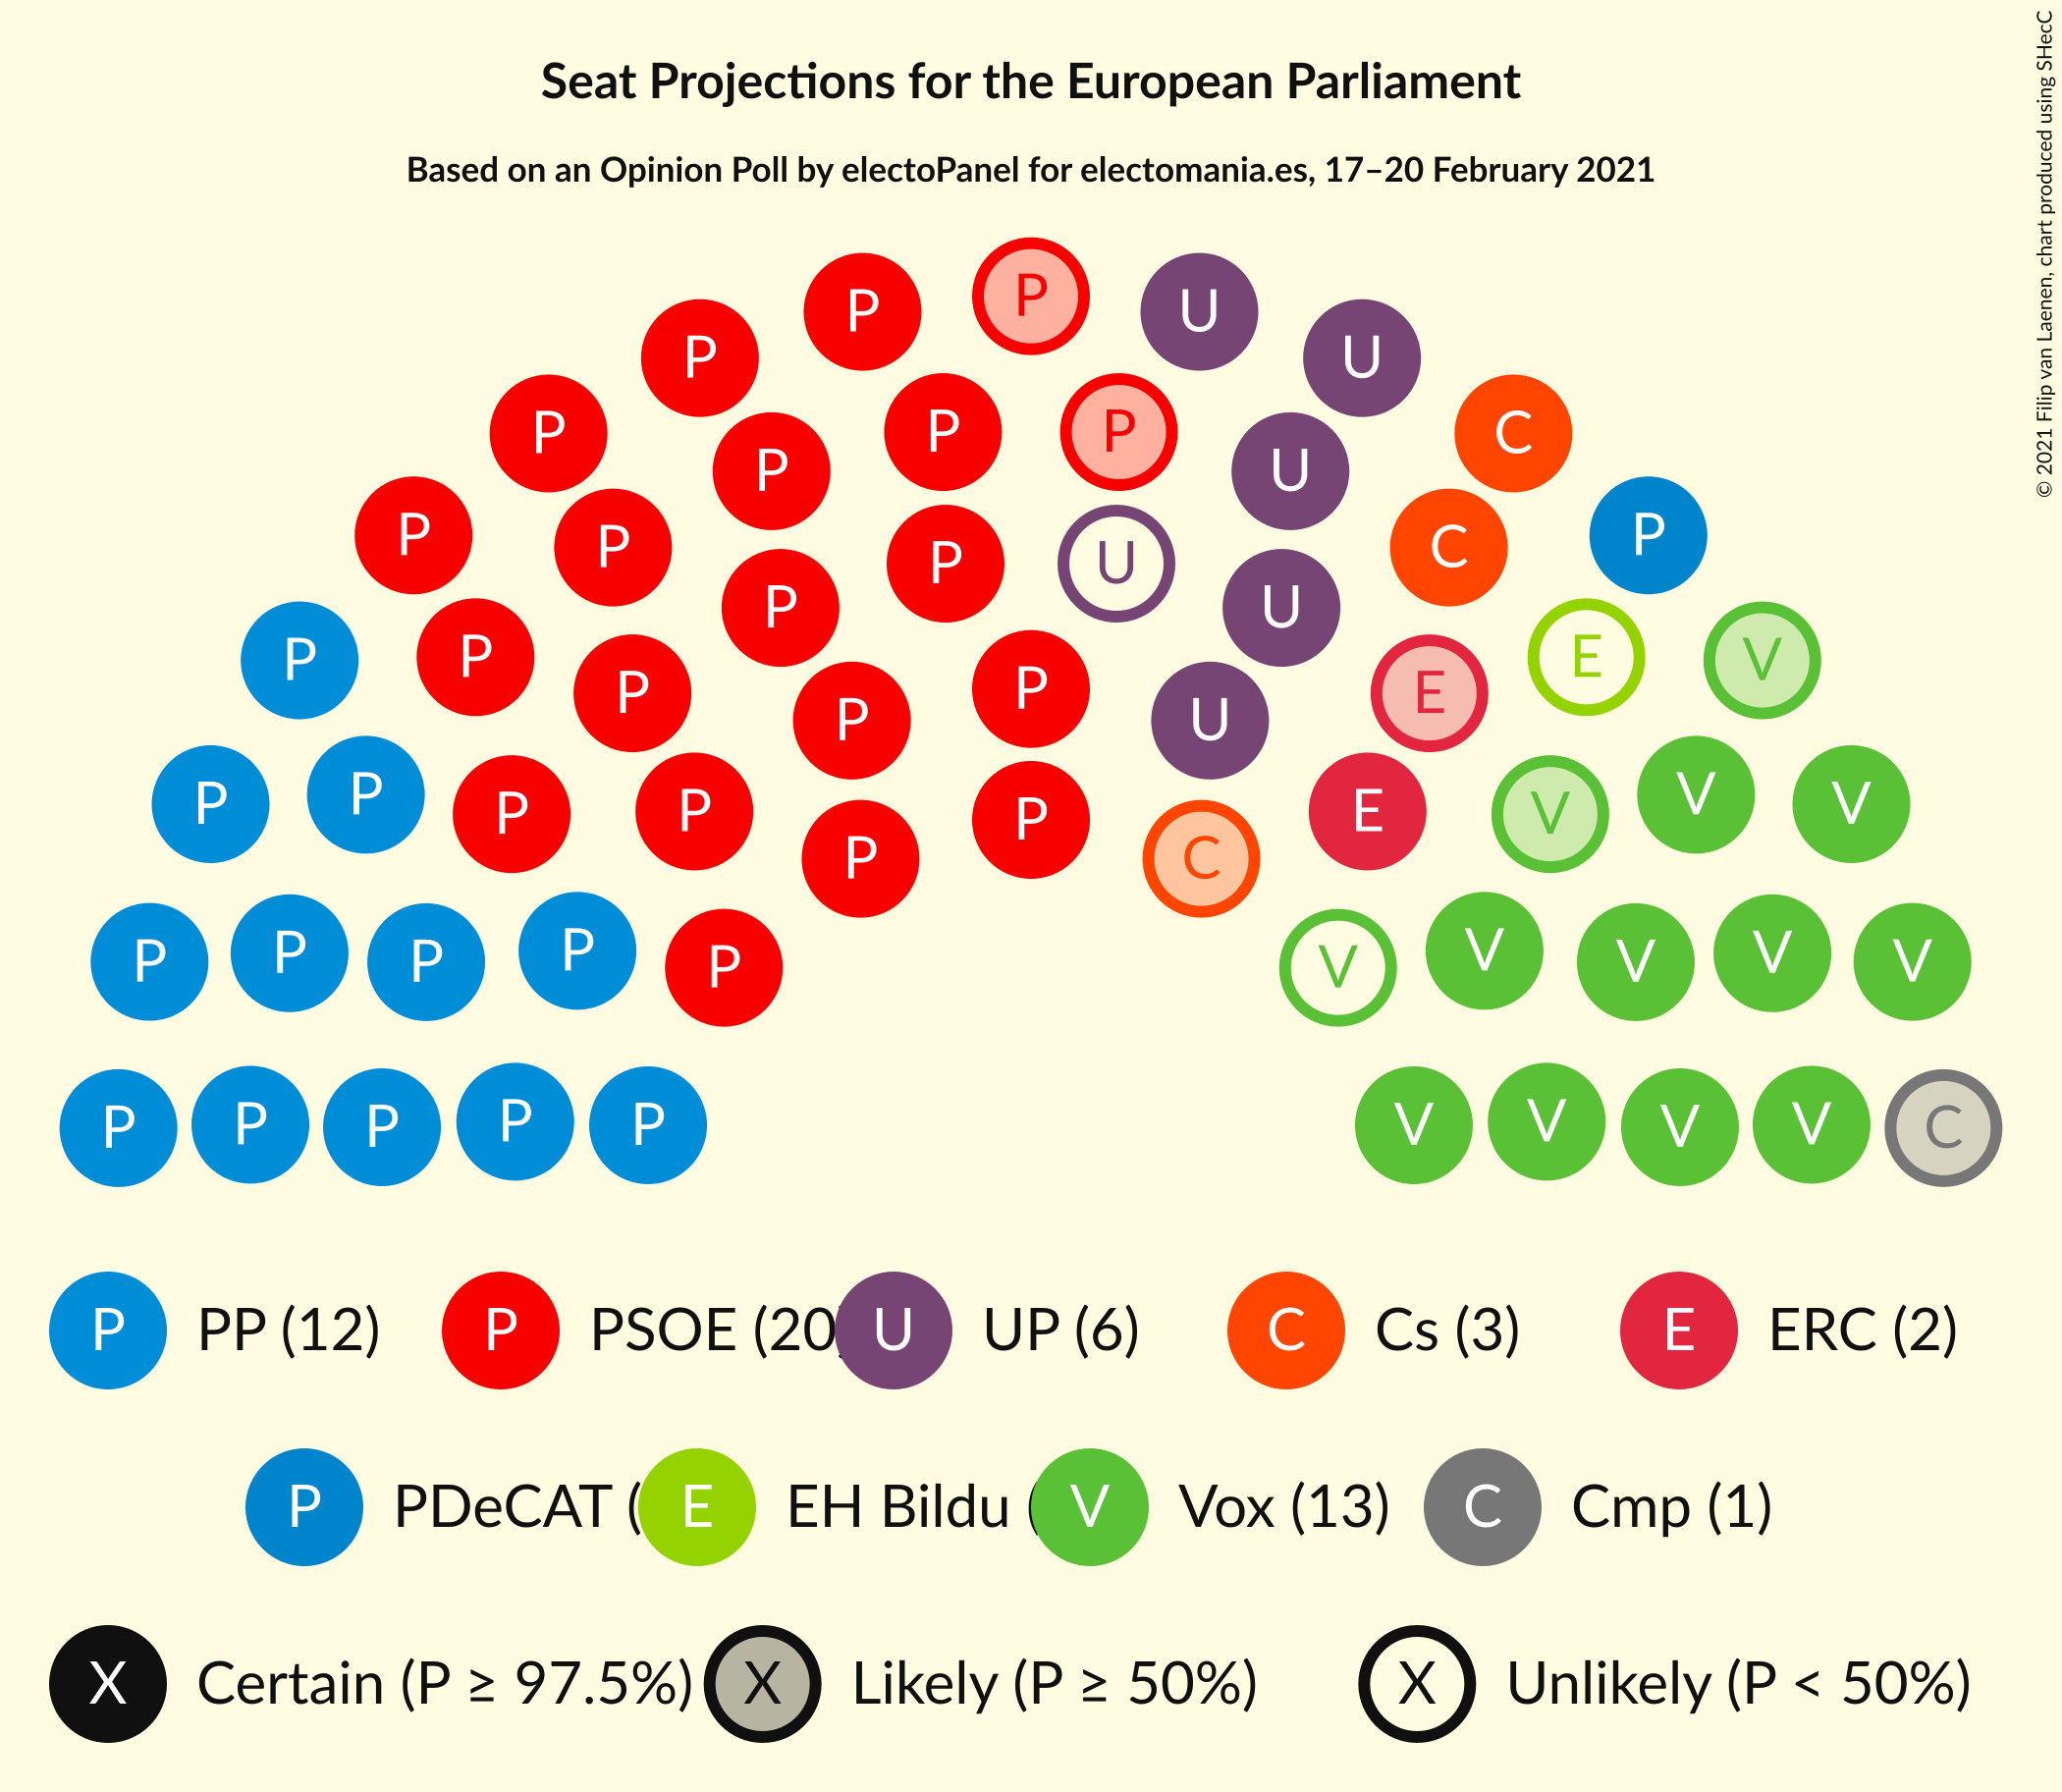 Seat Projections for the European Parliament
Based on an Opinion Poll by electoPanel for electomania.es, 17–20 February 2021
© 2021 Filip van Laenen, chart produced using SHecC
P U
P U
P U
P C
P P U
P C
P P P
P U P U
P P E V
P P E
P U
P V
P V
P P E
P C
P P P P V V V V
P V
P P P P P V V V V C
P PP (12) P PSOE (20 U UP (6) C Cs (3) E ERC (2)
P PDeCAT ( E EH Bildu ( V Vox (13) C Cmp (1)
X Certain (P ≥ 97.5%) X Likely (P ≥ 50%) X Unlikely (P < 50%)